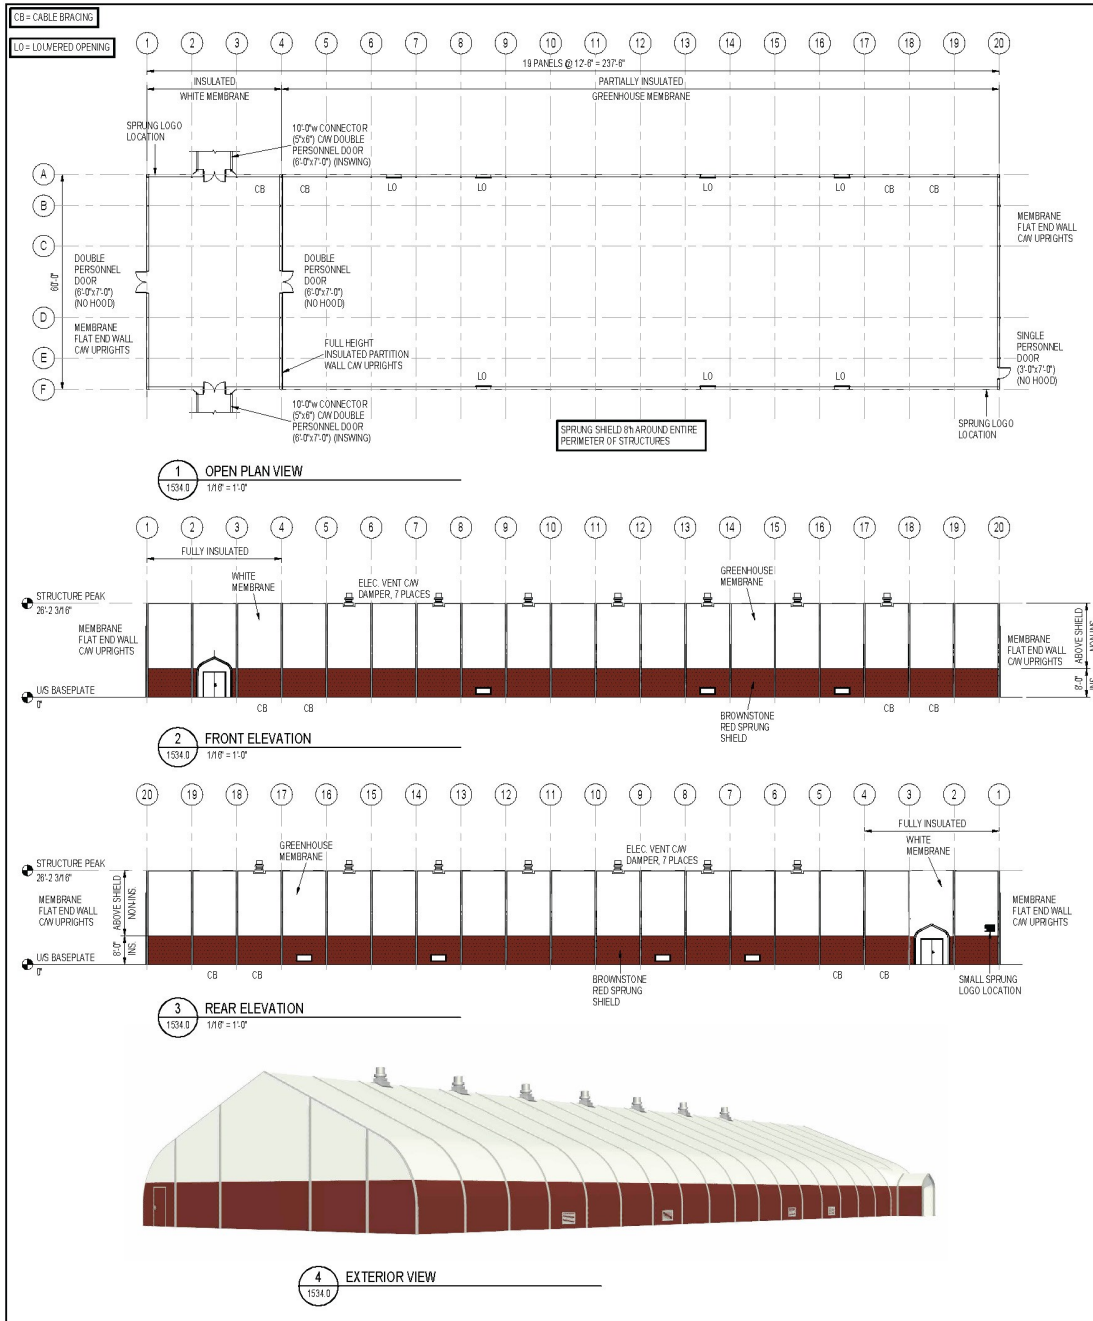 CB = CABLE BRACING
LO = LOUVERED OPENING
1 2 3 4 5 6 7 8 9 10 11 12 13 14 15 16 17 18 19 20
19 PANELS @ 12'-6" = 237'-6"
INSULATED
WHITE MEMBRANE
PARTIALLY INSULATED
GREENHOUSE MEMBRANE
SPRUNG LOGO
LOCATION
10'-0"w CONNECTOR
(5"x6") C/W DOUBLE
PERSONNEL DOOR
(6'-0"x7'-0") (INSWING)
A
B
C
D
E
F
60'-0"
CB CB LO LO LO LO CB CB
DOUBLE
PERSONNEL
DOOR
(6'-0"x7'-0")
(NO HOOD)
MEMBRANE
FLAT END WALL
C/W UPRIGHTS
DOUBLE
PERSONNEL
DOOR
(6'-0"x7'-0")
(NO HOOD)
FULL HEIGHT
INSULATED PARTITION
WALL C/W UPRIGHTS
MEMBRANE
FLAT END WALL
C/W UPRIGHTS
SINGLE
PERSONNEL
DOOR
(3'-0"x7'-0")
(NO HOOD)
LO LO LO
10'-0"w CONNECTOR
(5"x6") C/W DOUBLE
PERSONNEL DOOR
(6'-0"x7'-0") (INSWING)
SPRUNG SHIELD 8'h AROUND ENTIRE
PERIMETER OF STRUCTURES
SPRUNG LOGO
LOCATION
1 OPEN PLAN VIEW
1534.0 1/16" = 1'-0"
1 2 3 4 5 6 7 8 9 10 11 12 13 14 15 16 17 18 19 20
FULLY INSULATED
WHITE
MEMBRANE
ELEC. VENT C/W
DAMPER, 7 PLACES
GREENHOUSE
MEMBRANE
STRUCTURE PEAK
26'-2 3/16"
MEMBRANE
FLAT END WALL
C/W UPRIGHTS
U/S BASEPLATE
0"
MEMBRANE
FLAT END WALL
C/W UPRIGHTS
ABOVE SHIELD
NON-INS.
8'-0"
INS.
CB CB CB CB
BROWNSTONE
RED SPRUNG
SHIELD
2 FRONT ELEVATION
1534.0 1/16" = 1'-0"
20 19 18 17 16 15 14 13 12 11 10 9 8 7 6 5 4 3 2 1
FULLY INSULATED
GREENHOUSE
MEMBRANE
ELEC. VENT C/W
DAMPER, 7 PLACES
WHITE
MEMBRANE
STRUCTURE PEAK
26'-2 3/16"
MEMBRANE
FLAT END WALL
C/W UPRIGHTS
ABOVE SHIELD
NON-INS.
8'-0"
INS.
U/S BASEPLATE
0"
MEMBRANE
FLAT END WALL
C/W UPRIGHTS
CB CB CB CB
BROWNSTONE
RED SPRUNG
SHIELD
SMALL SPRUNG
LOGO LOCATION
3 REAR ELEVATION
1534.0 1/16" = 1'-0"
4 EXTERIOR VIEW
1534.0